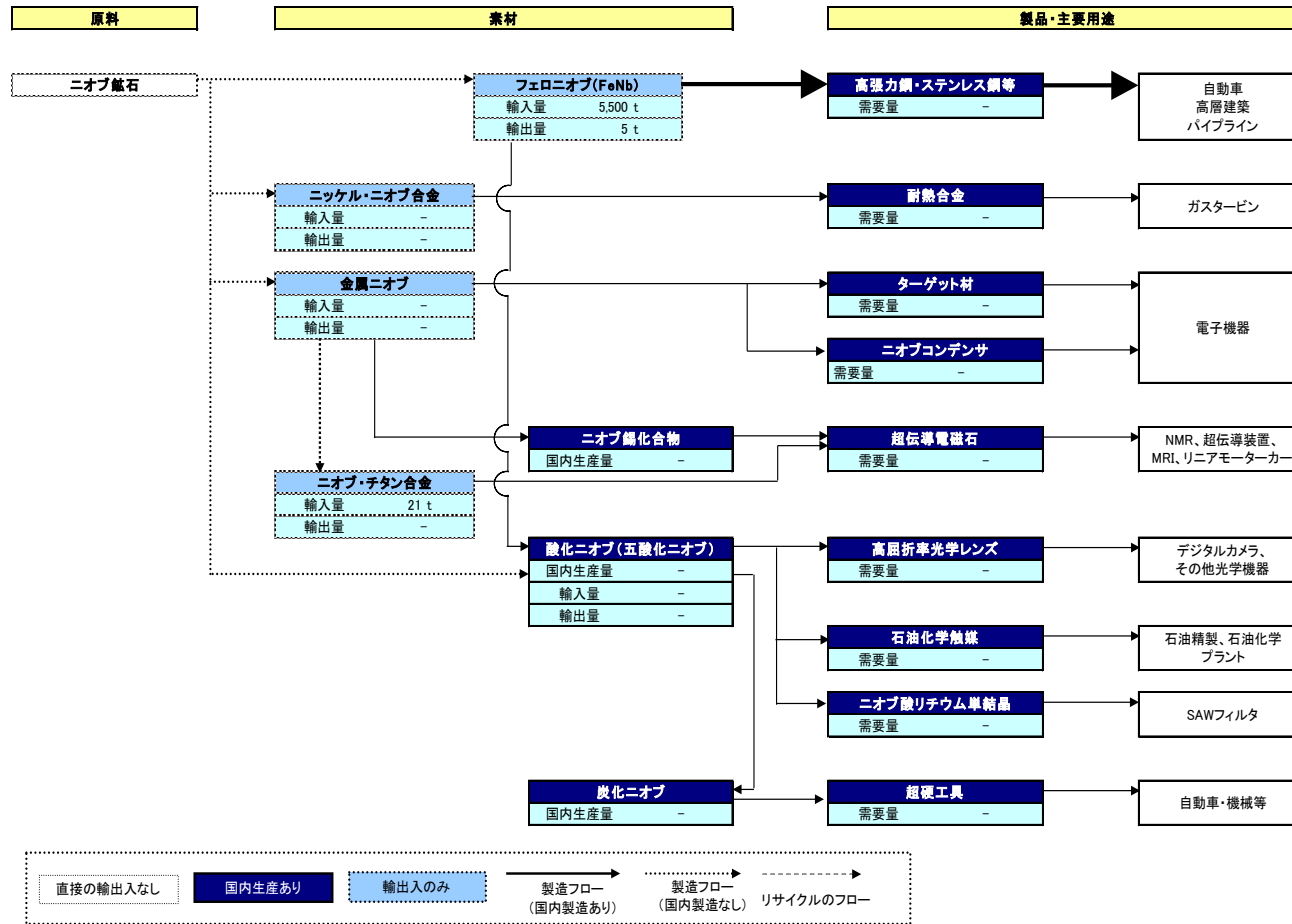 原料
素材
製品・主要用途
ニオブ鉱石
フェロニオブ(FeNb)
輸入量 5,500 t
輸出量 5 t
高張力鋼・ステンレス鋼等
需要量 -
自動車
高層建築
パイプライン
ニッケル・ニオブ合金
輸入量 -
輸出量 -
耐熱合金
需要量 -
ガスタービン
金属ニオブ
輸入量 -
輸出量 -
ターゲット材
需要量 -
ニオブコンデンサ
需要量 -
電子機器
ニオブ錫化合物
国内生産量 -
超伝導電磁石
需要量 -
NMR、超伝導装置、
MRI、リニアモーターカー
ニオブ・チタン合金
輸入量 21 t
輸出量 -
酸化ニオブ(五酸化ニオブ)
国内生産量 -
輸入量 -
輸出量 -
高屈折率光学レンズ
需要量 -
デジタルカメラ、
その他光学機器
石油化学触媒
需要量 -
石油精製、石油化学
プラント
ニオブ酸リチウム単結晶
需要量 -
SAWフィルタ
炭化ニオブ
国内生産量 -
超硬工具
需要量 -
自動車・機械等
直接の輸出入なし
国内生産あり
輸出入のみ
製造フロー
(国内製造あり)
製造フロー
(国内製造なし)
リサイクルのフロー